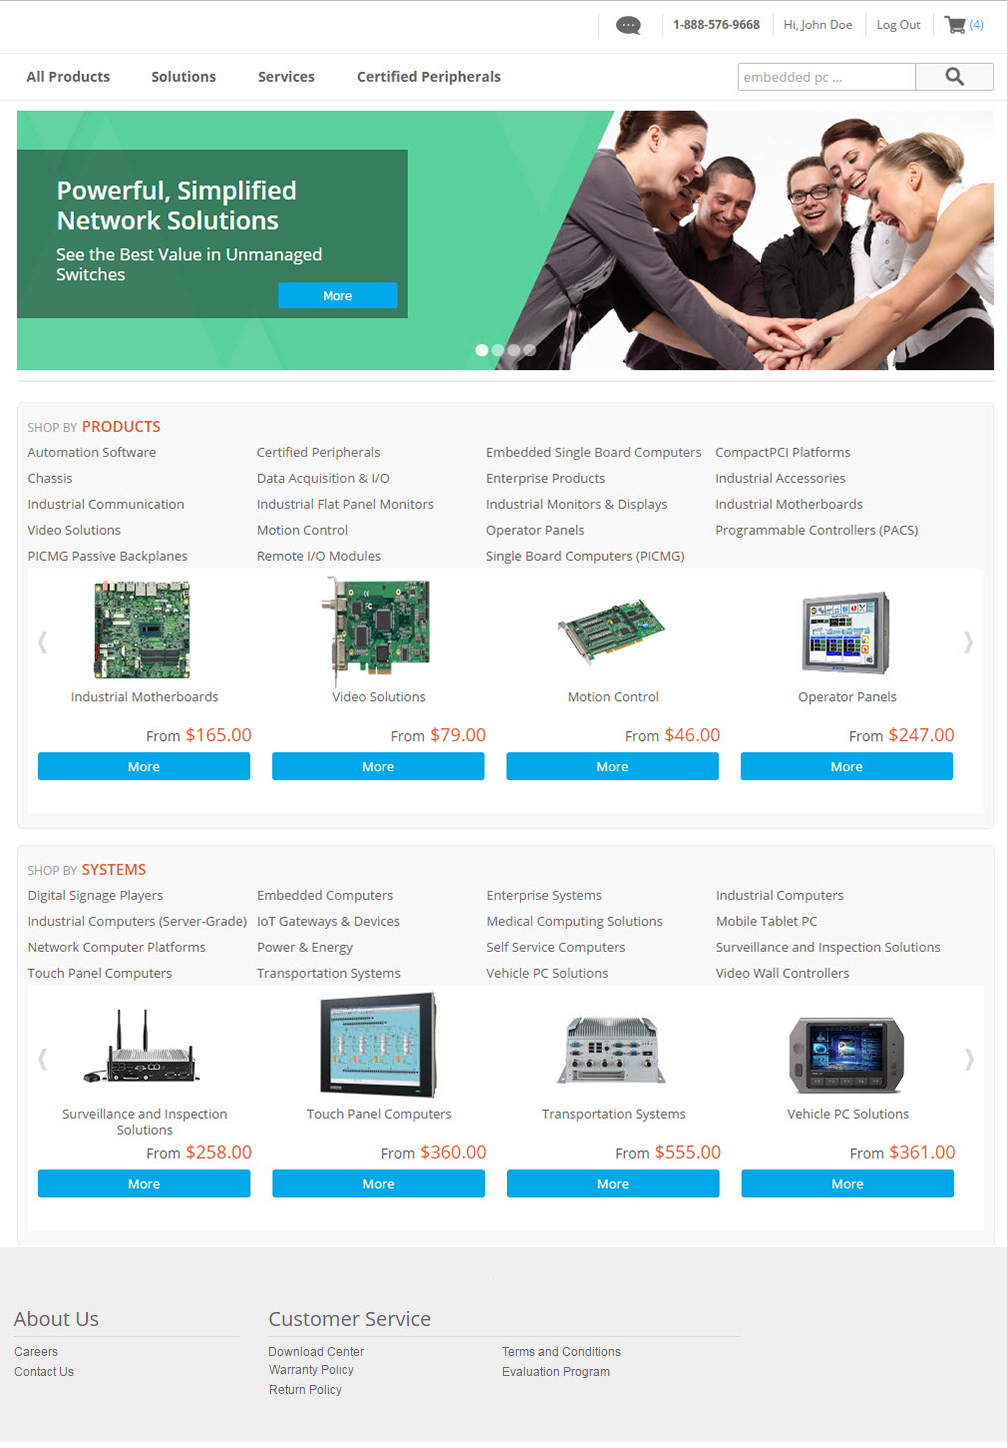 1-888-576-9668 Hi, John Doe Log Out (4)
All Products Solutions Services Certified Peripherals embedded pc ...
Powerful, Simplified
Network Solutions
See the Best Value in Unmanaged
Switches
More
SHOP BY PRODUCTS
Automation Software Certified Peripherals Embedded Single Board Computers CompactPCI Platforms
Chassis Data Acquisition & I/O Enterprise Products Industrial Accessories
Industrial Communication Industrial Flat Panel Monitors Industrial Monitors & Displays Industrial Motherboards
Video Solutions Motion Control Operator Panels Programmable Controllers (PACS)
PICMG Passive Backplanes Remote I/O Modules Single Board Computers (PICMG)
Industrial Motherboards Video Solutions Motion Control Operator Panels
From $165.00 From $79.00 From $46.00 From $247.00
More More More More
SHOP BY SYSTEMS
Digital Signage Players Embedded Computers Enterprise Systems Industrial Computers
Industrial Computers (Server-Grade) IoT Gateways & Devices Medical Computing Solutions Mobile Tablet PC
Network Computer Platforms Power & Energy Self Service Computers Surveillance and Inspection Solutions
Touch Panel Computers Transportation Systems Vehicle PC Solutions Video Wall Controllers
Surveillance and Inspection Touch Panel Computers Transportation Systems Vehicle PC Solutions
Solutions
From $258.00 From $360.00 From $555.00 From $361.00
More More More More
About Us Customer Service
Careers Download Center Terms and Conditions
Contact Us Warranty Policy Evaluation Program
Return Policy